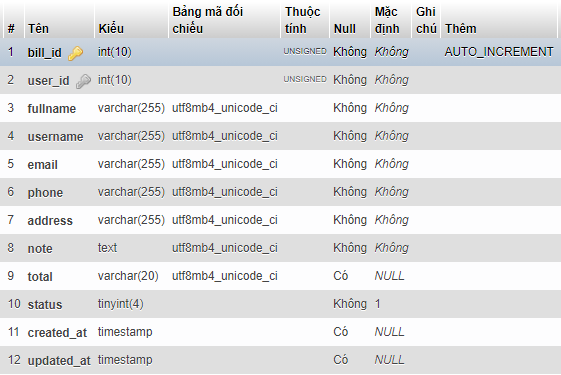 # Tên Kiểu Bảng mã đối chiếu Thuộc tính Null Mặc định Ghi chú Thêm
1 bill_id int(10) UNSIGNED Không Không AUTO_INCREMENT
2 user_id int(10) UNSIGNED Không Không
3 fullname varchar(255) utf8mb4_unicode_ci Không Không
4 username varchar(255) utf8mb4_unicode_ci Không Không
5 email varchar(255) utf8mb4_unicode_ci Không Không
6 phone varchar(255) utf8mb4_unicode_ci Không Không
7 address varchar(255) utf8mb4_unicode_ci Không Không
8 note text utf8mb4_unicode_ci Không Không
9 total varchar(20) utf8mb4_unicode_ci Có NULL
10 status tinyint(4) Không 1
11 created_at timestamp Có NULL
12 updated_at timestamp Có NULL